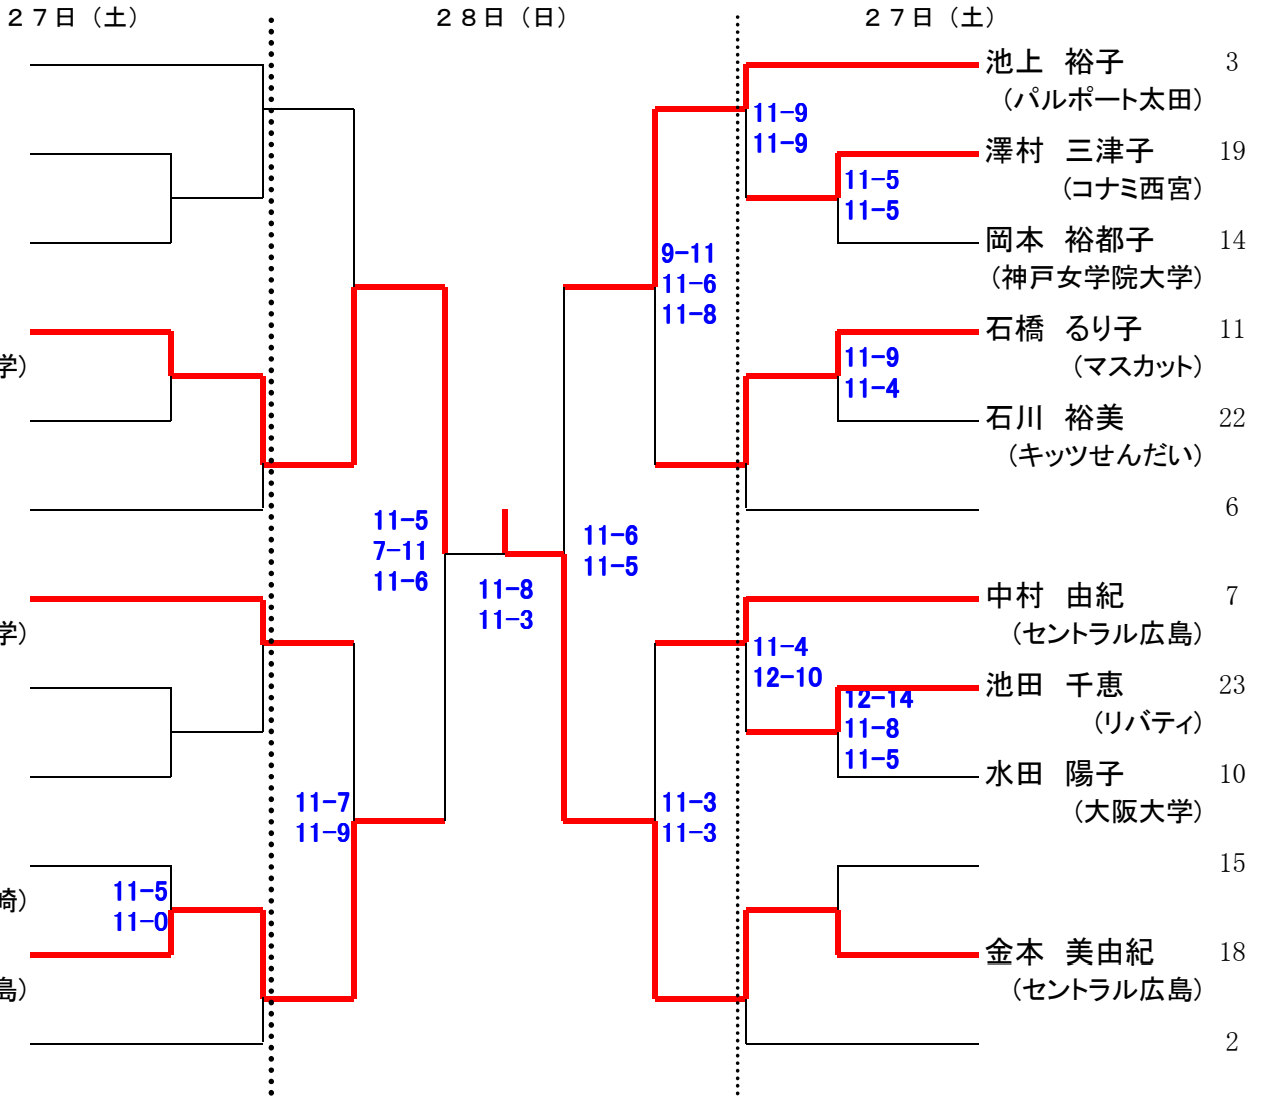 ２７日（土）
２８日（日）
２７日（土）
池上　裕子 3
（パルポート太田）
11-9
11-9
澤村　三津子 19
（コナミ西宮）
11-5
11-5
岡本　裕都子 14
（神戸女学院大学）
9-11
11-6
11-8
石橋　るり子 11
（マスカット）
11-9
11-4
学）
石川　裕美 22
（キッツせんだい）
6
11-5
7-11
11-6
11-6
11-5
11-8
11-3
中村　由紀 7
（セントラル広島）
学）
11-4
12-10
池田　千恵 23
（リバティ）
12-14
11-8
11-5
水田　陽子 10
（大阪大学）
11-7
11-9
11-3
11-3
15
11-5
11-0
崎）
金本　美由紀 18
（セントラル広島）
島）
2